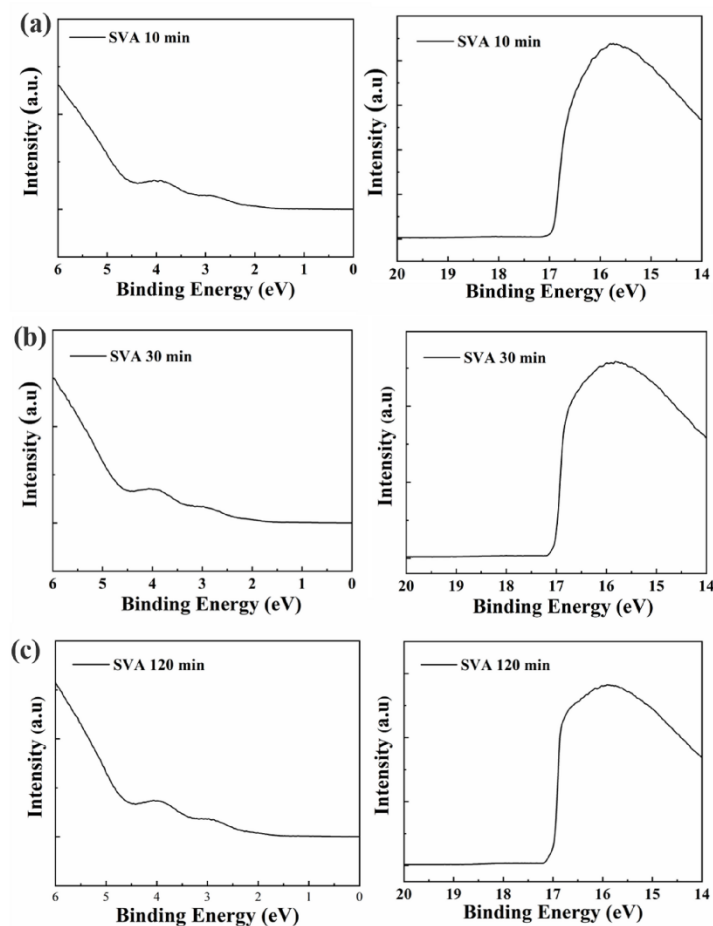 (a)
SVA 10 min
Intensity (a.u.)
6 5 4 3 2 1 0
Binding Energy (eV)
SVA 10 min
Intensity (a.u)
20 19 18 17 16 15 14
Binding Energy (eV)
(b)
SVA 30 min
Intensity (a.u)
6 5 4 3 2 1 0
Binding Energy (eV)
SVA 30 min
Intensity (a.u)
20 19 18 17 16 15 14
Binding Energy (eV)
(c)
SVA 120 min
Intensity (a.u)
6 5 4 3 2 1 0
Binding Energy (eV)
SVA 120 min
Intensity (a.u)
20 19 18 17 16 15 14
Binding Energy (eV)